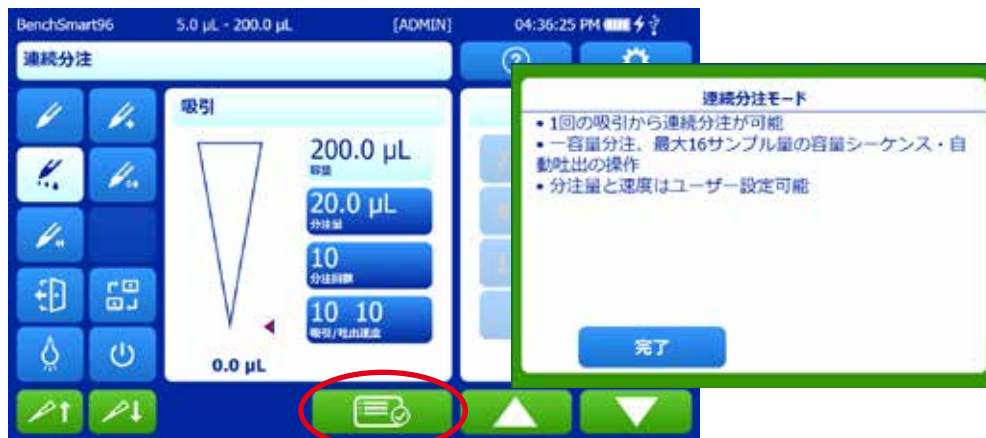 BenchSmart96 5.0 µL - 200.0 µL [ADMIN] 04:36:25 PM
連続分注
?
吸引
200.0 µL
容量
20.0 µL
分注量
10
分注回数
10 10
吸引/吐出速度
0.0 µL
連続分注モード
• 1回の吸引から連続分注が可能
• 一容量分注、最大16サンプル量の容量シーケンス・自
動吐出の操作
• 分注量と速度はユーザー設定可能
完了